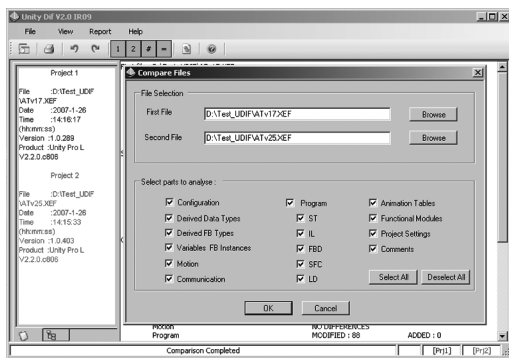 Unity Dif V2.0 IR09
File View Report Help
1 2 # =
Project 1
File :D:\Test_UDIF
\ATv17.XEF
Date :2007-1-26
Time :14:16:17
(hh:mm:ss)
Version :1.0.289
Product :Unity Pro L
V2.2.0.c806
Project 2
File :D:\Test_UDIF
\ATv25.XEF
Date :2007-1-26
Time :14:15:33
(hh:mm:ss)
Version :1.0.403
Product :Unity Pro L
V2.2.0.c806
Compare Files
File Selection
First File D:\Test_UDIF\ATv17.XEF Browse
Second File D:\Test_UDIF\ATv25.XEF Browse
Select parts to analyse :
Configuration Program Animation Tables
Derived Data Types ST Functional Modules
Derived FB Types IL Project Settings
Variables FB Instances FBD Comments
Motion SFC
Communication LD Select All Deselect All
OK Cancel
Motion NO DIFFERENCES
Program MODIFIED : 88 ADDED : 0
Comparison Completed [Prj1] [Prj2]